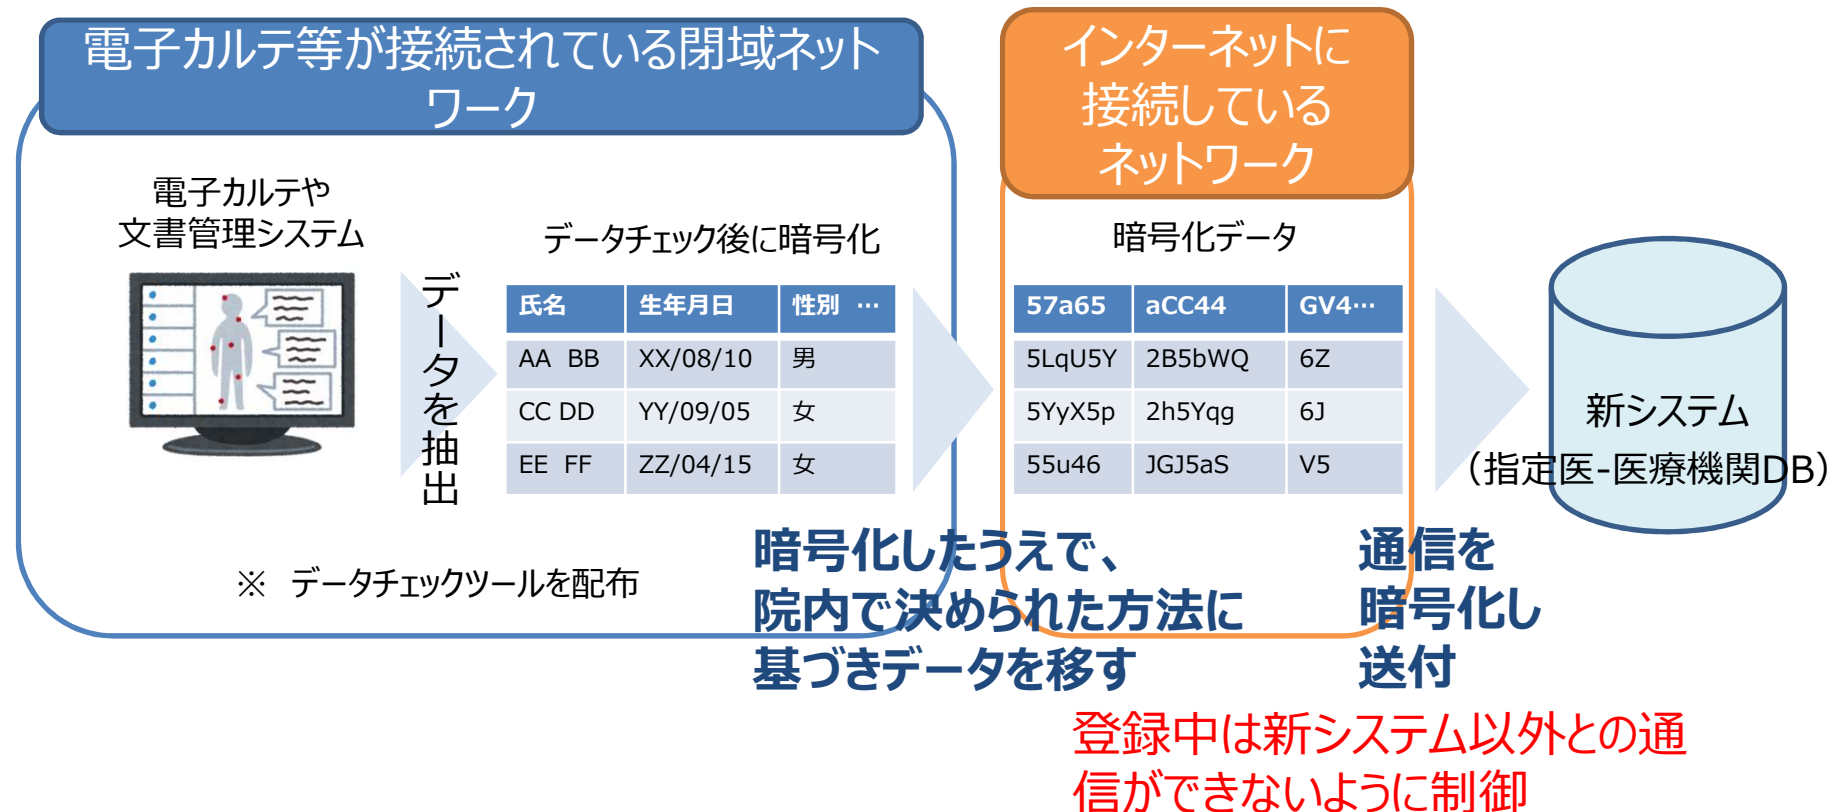 電子カルテ等が接続されている閉域ネット
ワーク
インターネットに
接続している
ネットワーク
電子カルテや
文書管理システム
データを抽出
データチェック後に暗号化
氏名 生年月日 性別 …
AA BB XX/08/10 男
CC DD YY/09/05 女
EE FF ZZ/04/15 女
※ データチェックツールを配布
暗号化データ
57a65 aCC44 GV4…
5LqU5Y 2B5bWQ 6Z
5YyX5p 2h5Yqg 6J
55u46 JGJ5aS V5
新システム
（指定医-医療機関DB）
暗号化したうえで、
院内で決められた方法に
基づきデータを移す
通信を
暗号化し
送付
登録中は新システム以外との通
信ができないように制御